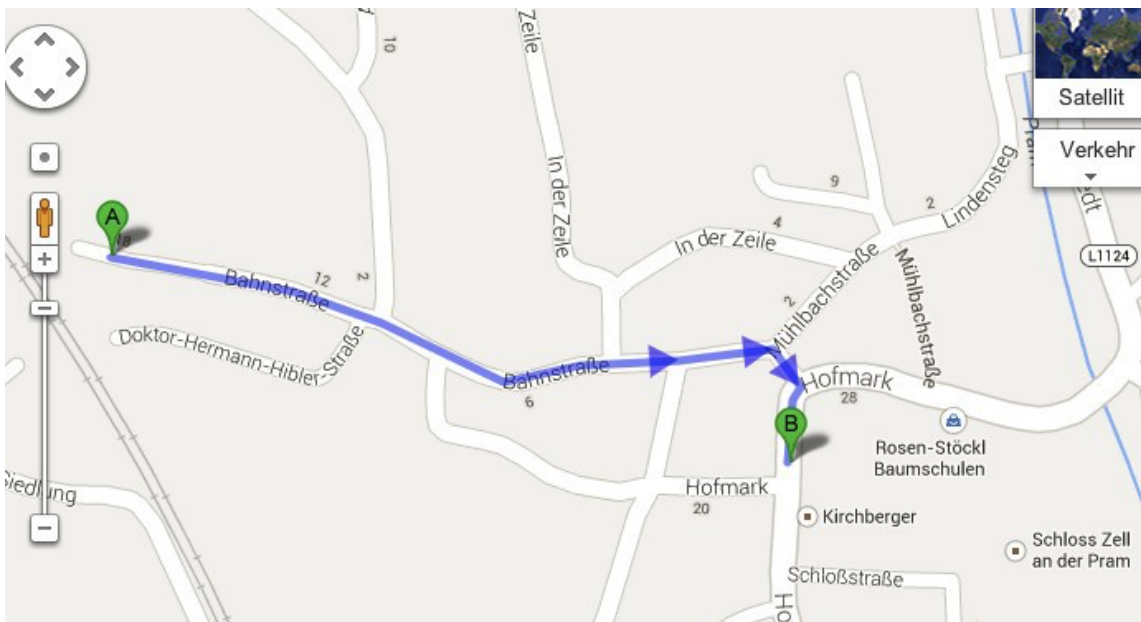 Zeile
10
Satellit
Verkehr
In der Zeile
9
2
Lindensteg
4
In der Zeile
L1124
A
18
Bahnstraße
12
2
Mühlbachstraße
2
Mühlbachstraße
Doktor-Hermann-Hibler-Straße
Bahnstraße
6
Hofmark
28
B
Rosen-Stöckl
Baumschulen
Siedlung
Hofmark
20
Kirchberger
Schloss Zell
an der Pram
Schloßstraße